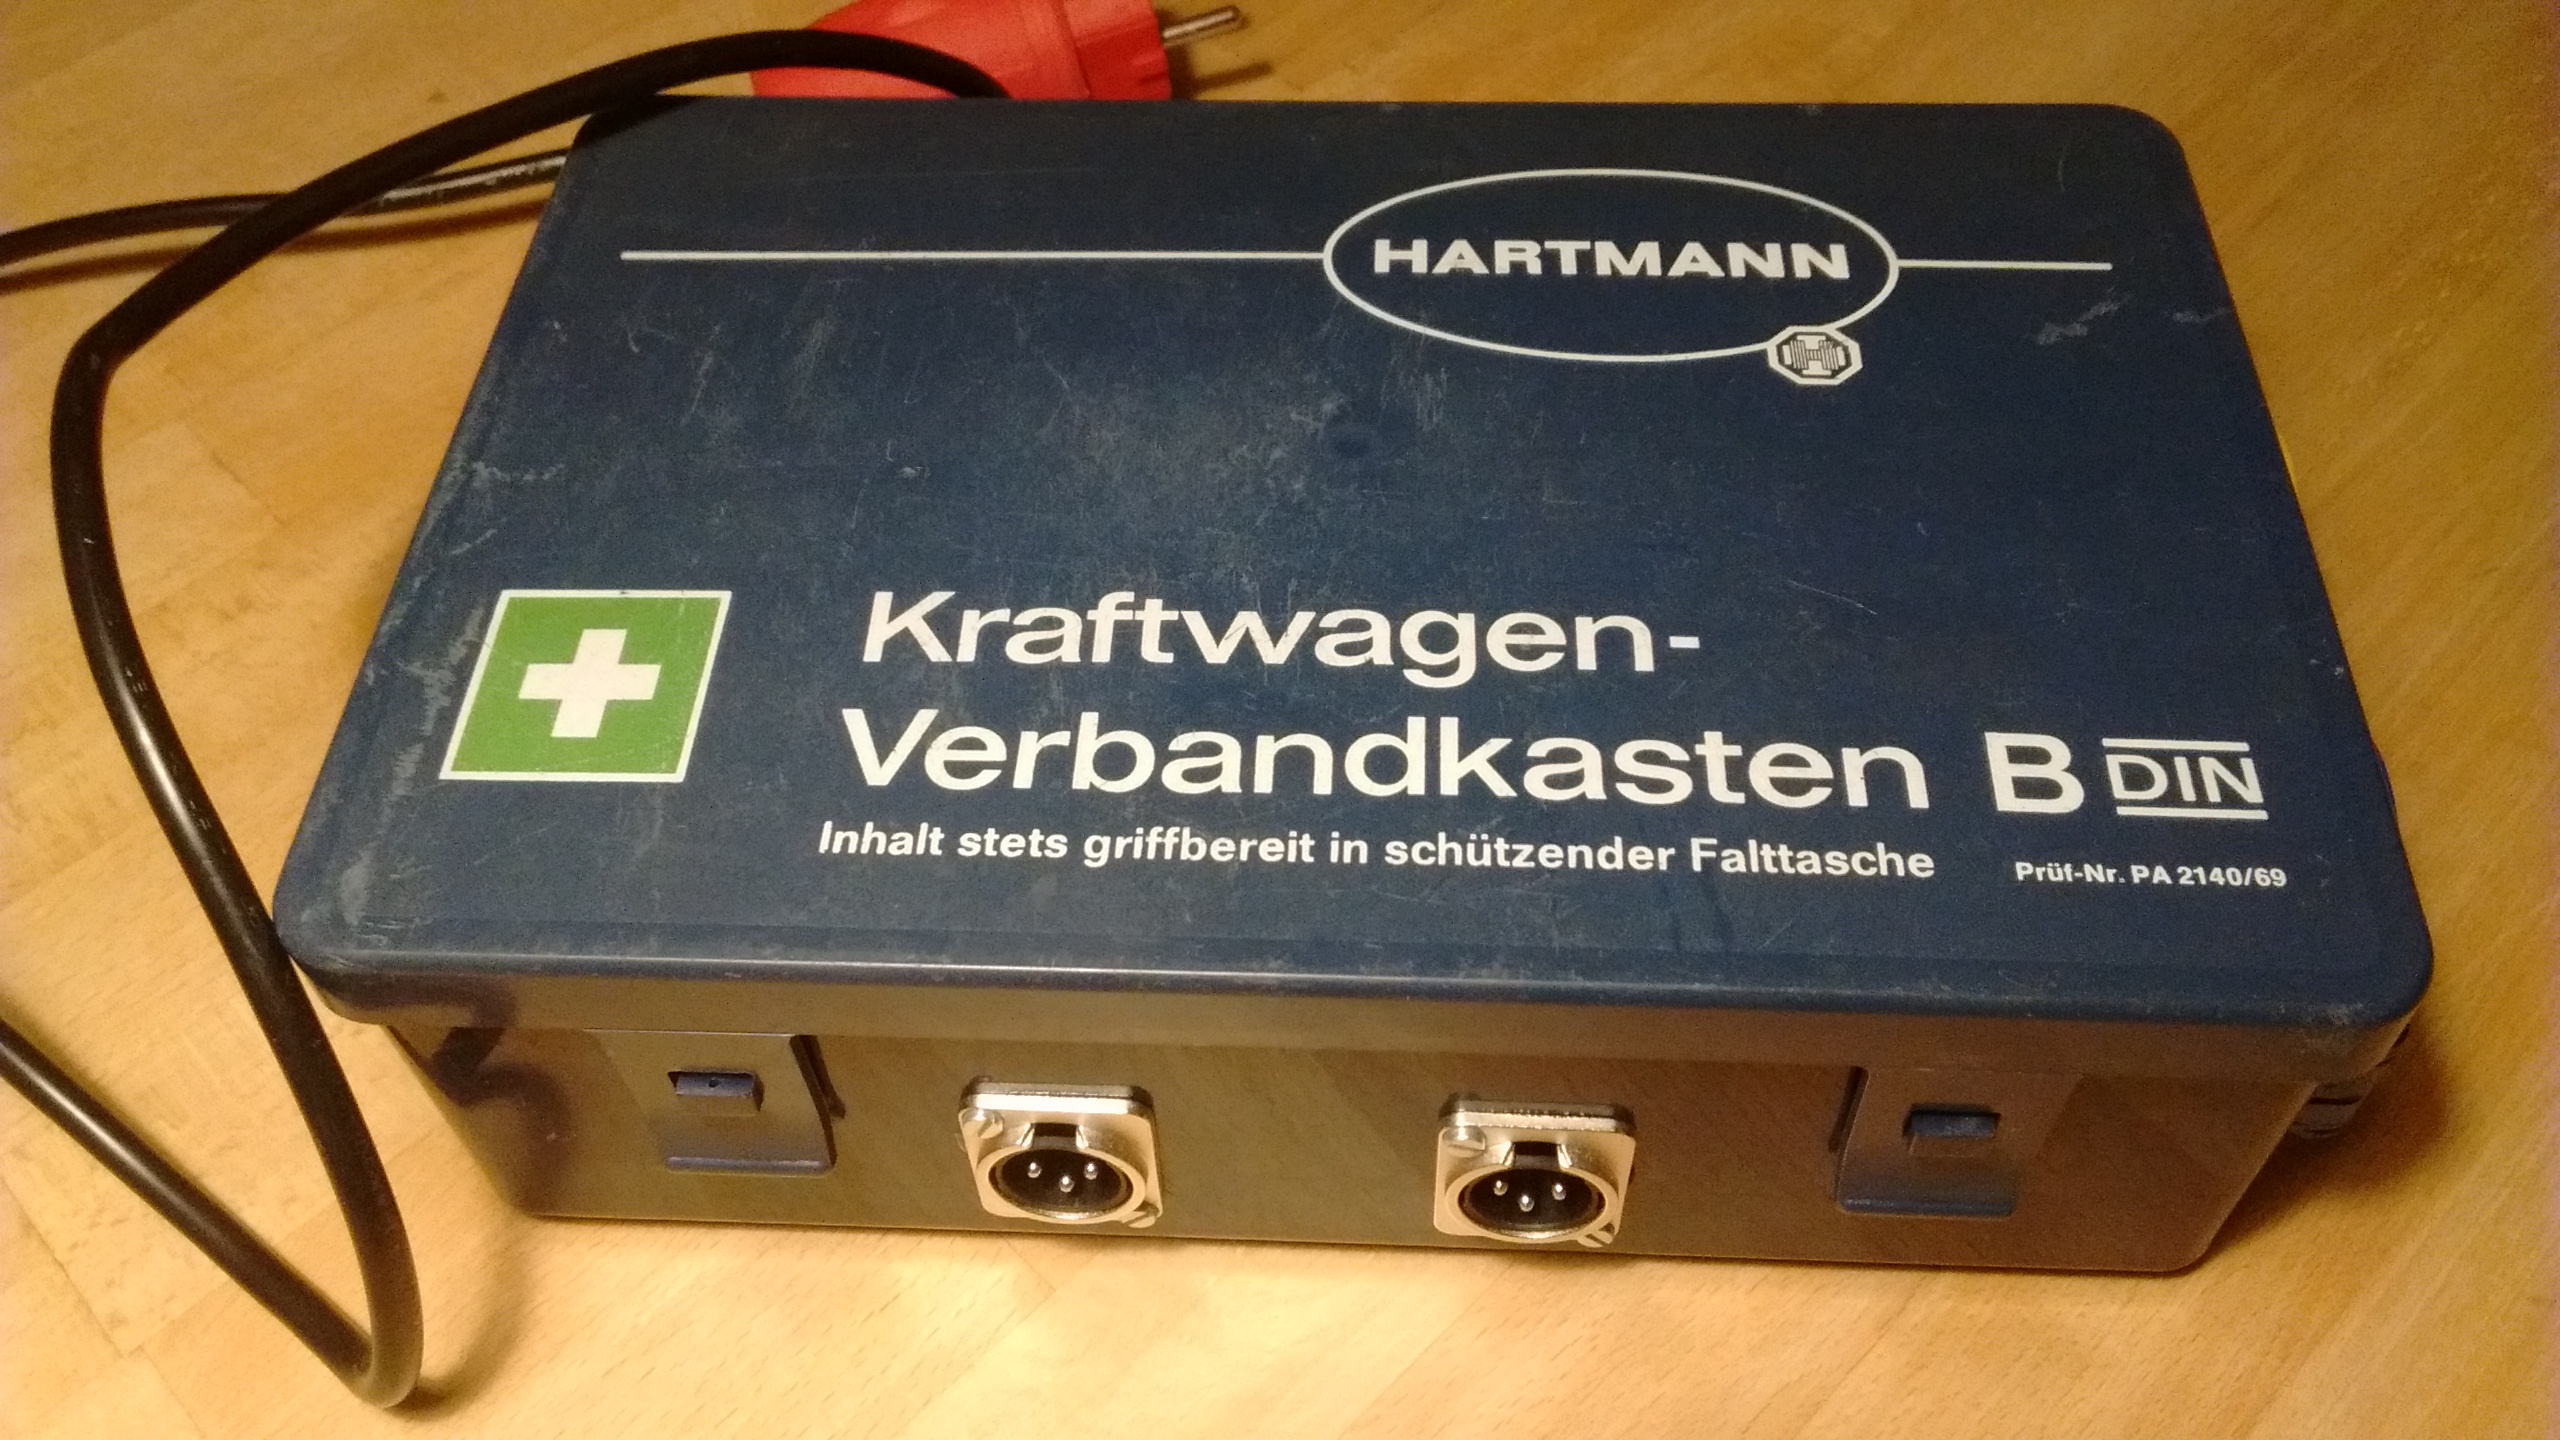 HARTMANN
Kraftwagen-
Verbandkasten B DIN
Inhalt stets griffbereit in schützender Falttasche
Prüf-Nr. PA 2140/69